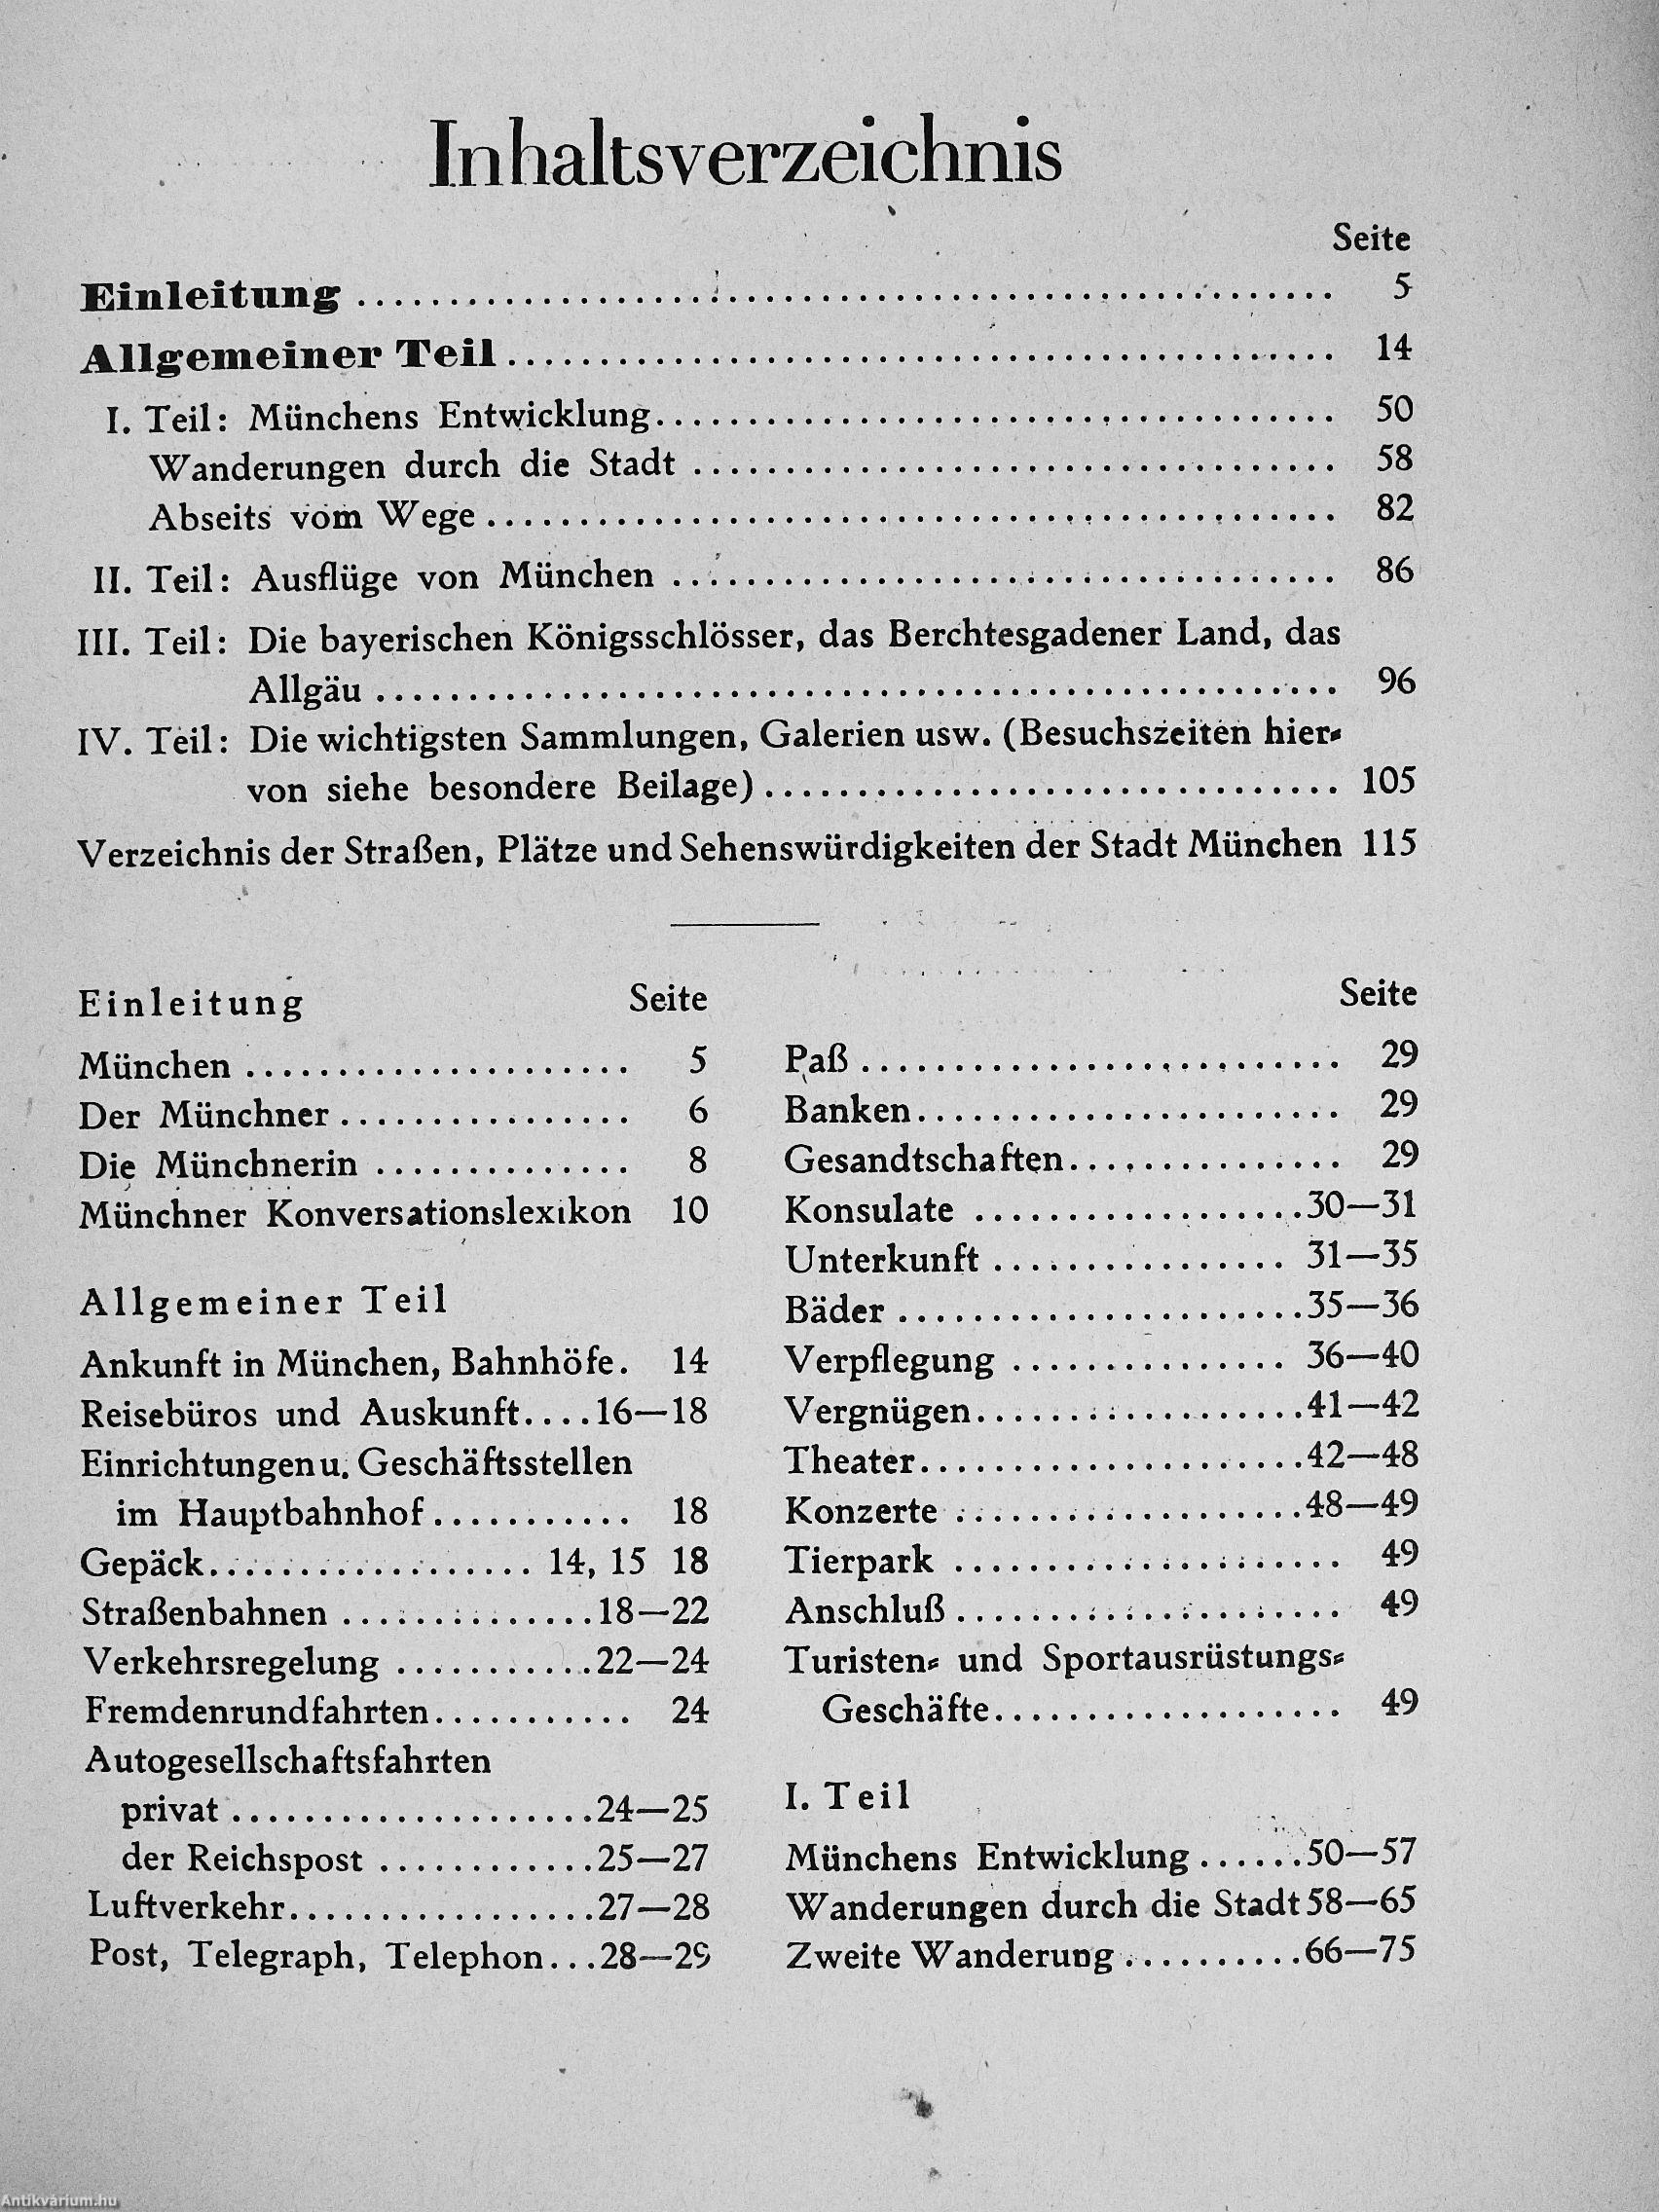 Inhaltsverzeichnis
Seite
Einleitung ........ 5
Allgemeiner Teil ........ 14
I. Teil: Münchens Entwicklung ........ 50
Wanderungen durch die Stadt ........ 58
Abseits vom Wege ........ 82
II. Teil: Ausflüge von München ........ 86
III. Teil: Die bayerischen Königsschlösser, das Berchtesgadener Land, das
Allgäu ........ 96
IV. Teil: Die wichtigsten Sammlungen, Galerien usw. (Besuchszeiten hier-
von siehe besondere Beilage) ........ 105
Verzeichnis der Straßen, Plätze und Sehenswürdigkeiten der Stadt München 115
Einleitung Seite
München ........ 5
Der Münchner ........ 6
Die Münchnerin ........ 8
Münchner Konversationslexikon 10
Allgemeiner Teil
Ankunft in München, Bahnhöfe. 14
Reisebüros und Auskunft....16—18
Einrichtungen u. Geschäftsstellen
im Hauptbahnhof ........ 18
Gepäck ........ 14, 15 18
Straßenbahnen ........ 18—22
Verkehrsregelung ........ 22—24
Fremdenrundfahrten ........ 24
Autogesellschaftsfahrten
privat ........ 24—25
der Reichspost ........ 25—27
Luftverkehr ........ 27—28
Post, Telegraph, Telephon...28—29
Seite
Paß ........ 29
Banken ........ 29
Gesandtschaften ........ 29
Konsulate ........ 30—31
Unterkunft ........ 31—35
Bäder ........ 35—36
Verpflegung ........ 36—40
Vergnügen ........ 41—42
Theater ........ 42—48
Konzerte ........ 48—49
Tierpark ........ 49
Anschluß ........ 49
Turisten- und Sportausrüstungs-
Geschäfte ........ 49
I. Teil
Münchens Entwicklung ......50—57
Wanderungen durch die Stadt 58—65
Zweite Wanderung ........ 66—75
Antikvárium.hu